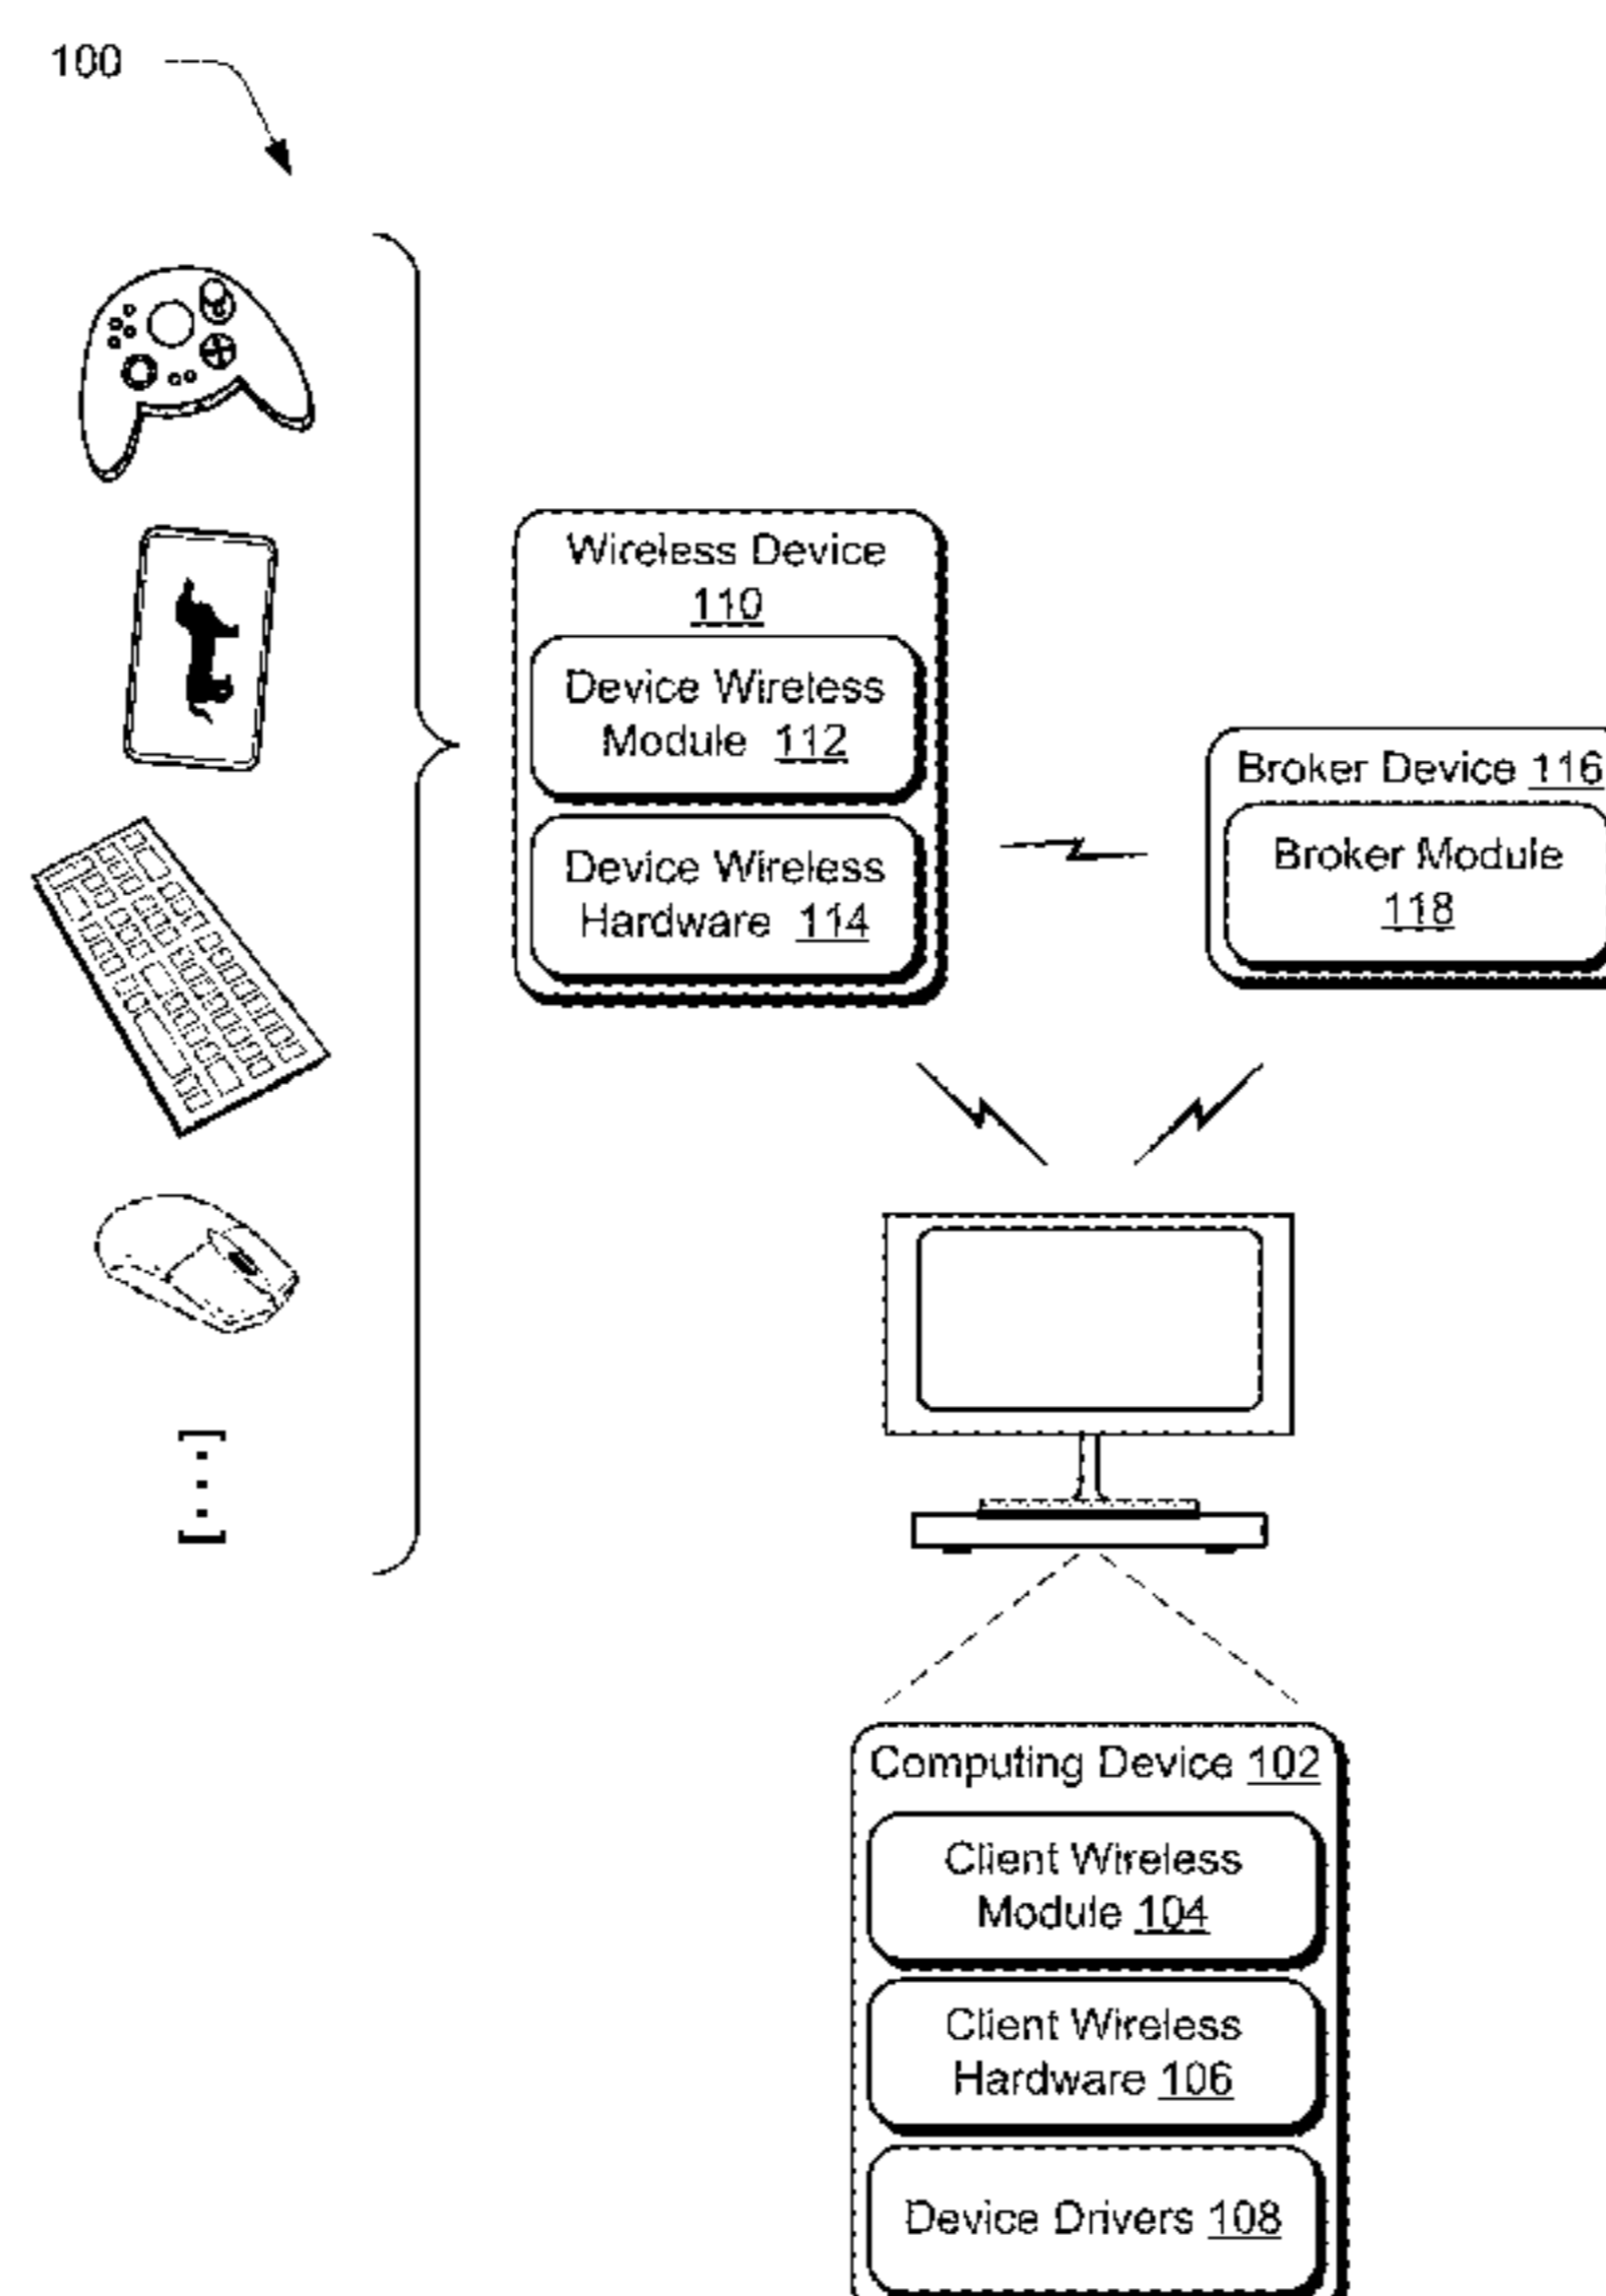 100
Wireless Device
110
Device Wireless
Module 112
Device Wireless
Hardware 114
Broker Device 116
Broker Module
118
[...]
Computing Device 102
Client Wireless
Module 104
Client Wireless
Hardware 106
Device Drivers 108